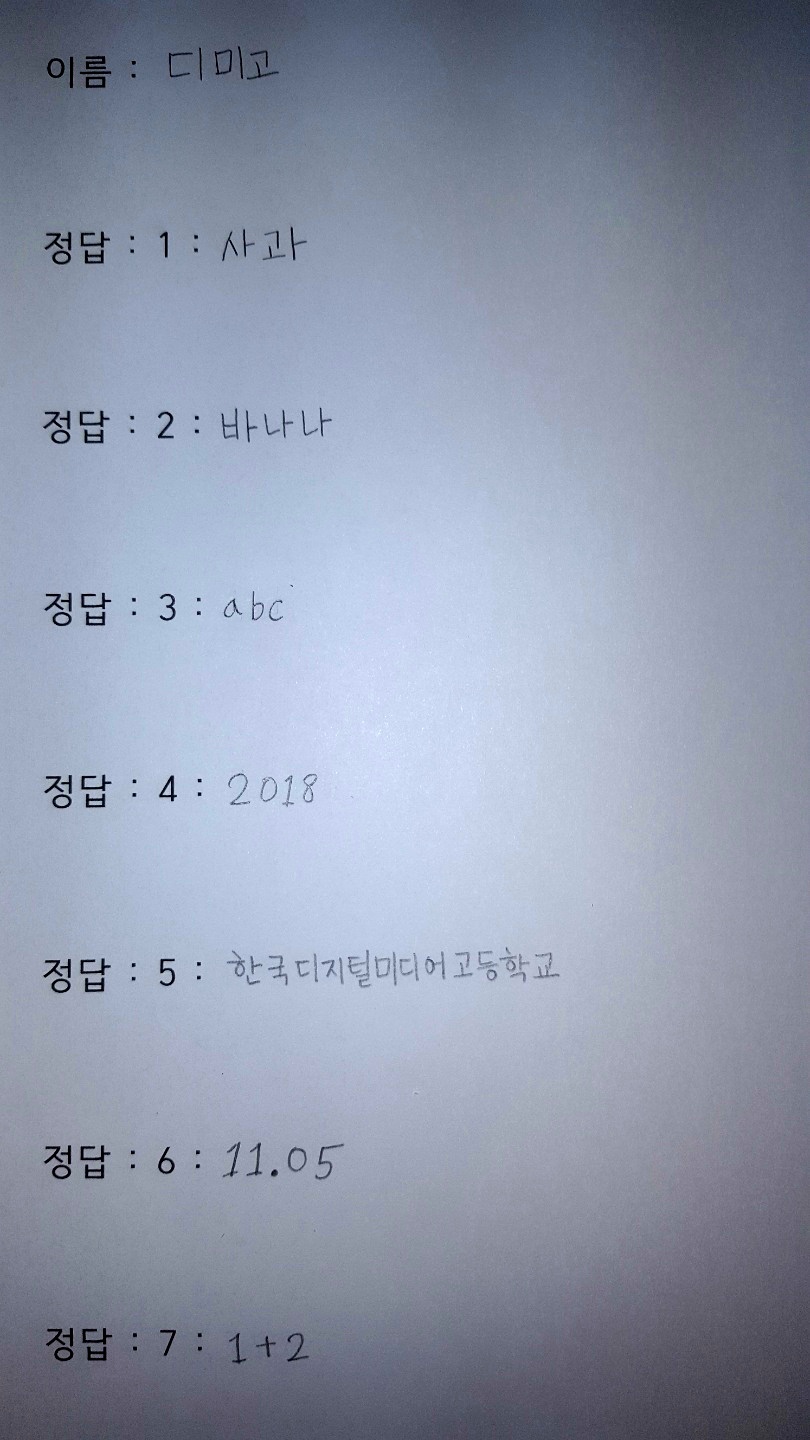 이름 : 디미고
정답 : 1 : 사과
정답 : 2 : 바나나
정답 : 3 : abc
정답 : 4 : 2018
정답 : 5 : 한국디지털미디어고등학교
정답 : 6 : 11.05
정답 : 7 : 1+2